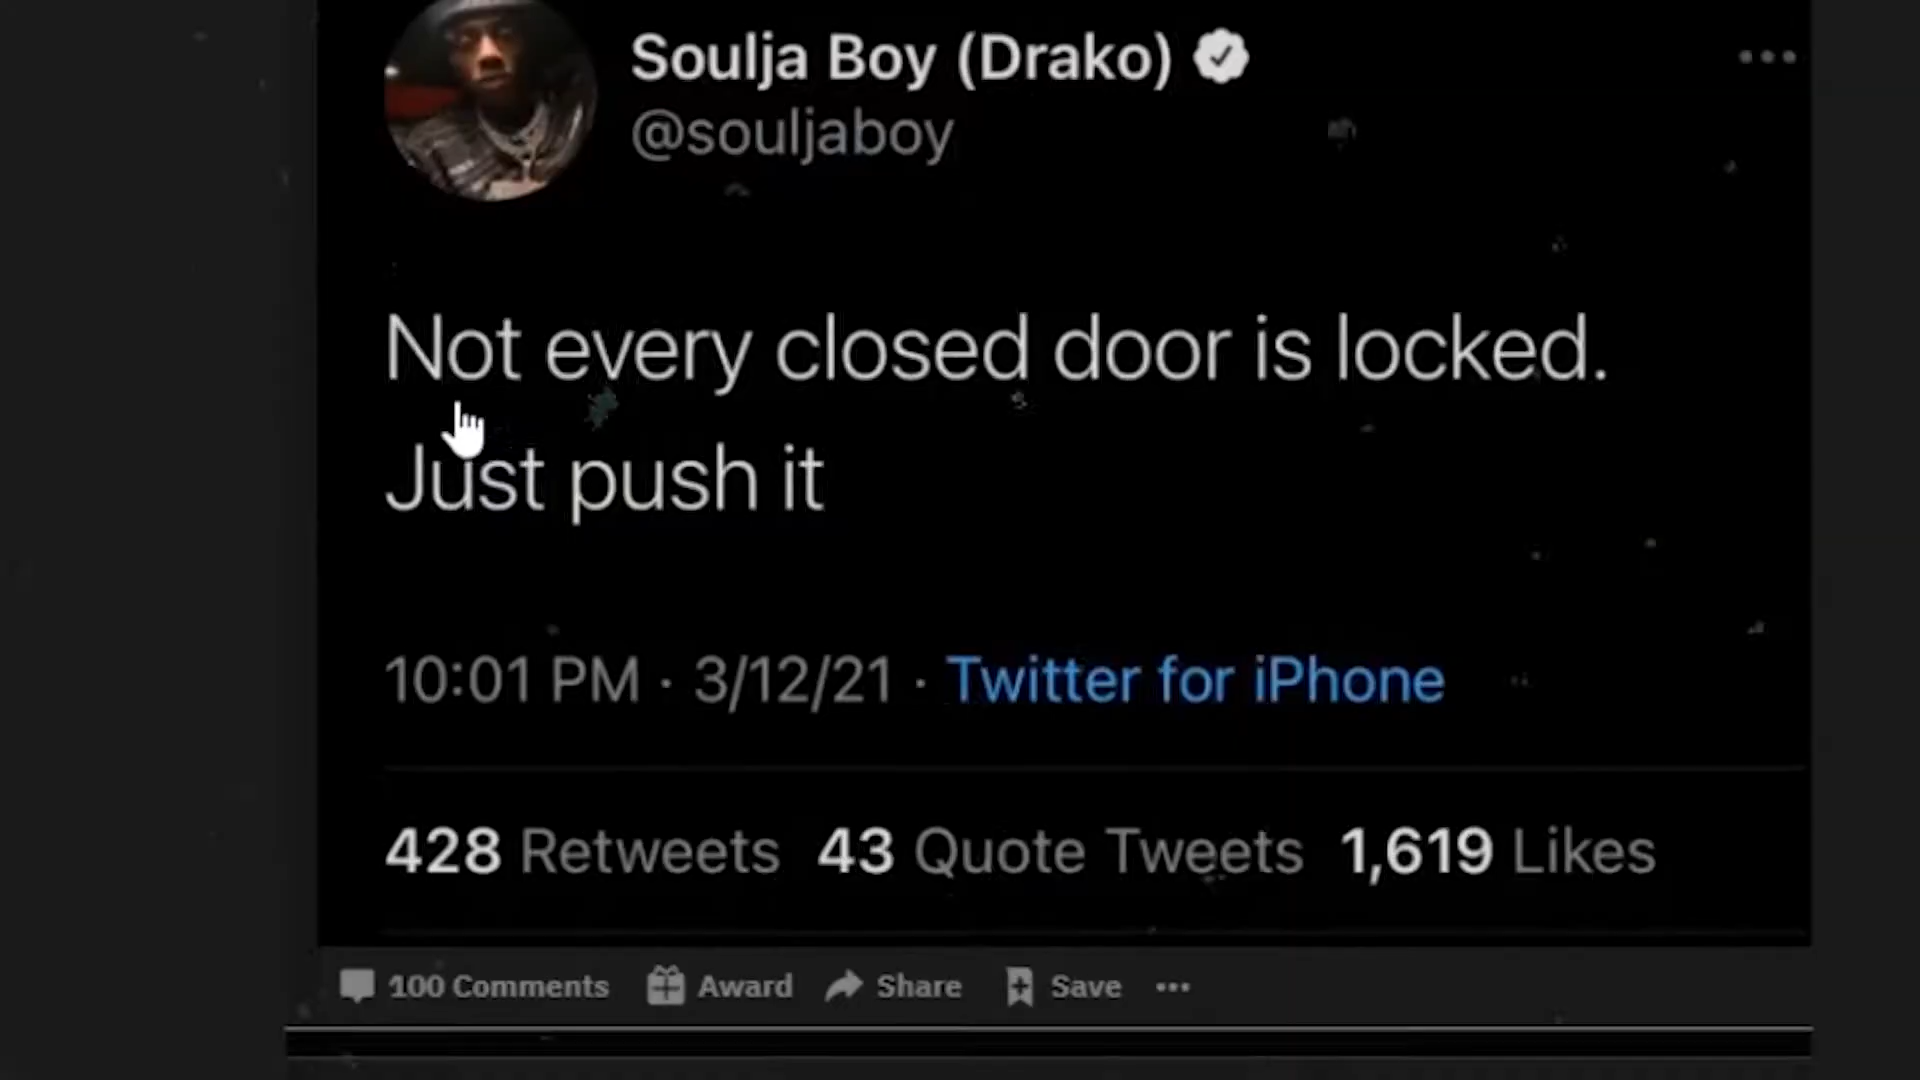 Soulja Boy (Drako)
@souljaboy
Not every closed door is locked.
Just push it
10:01 PM · 3/12/21 · Twitter for iPhone
428 Retweets 43 Quote Tweets 1,619 Likes
100 Comments Award Share Save